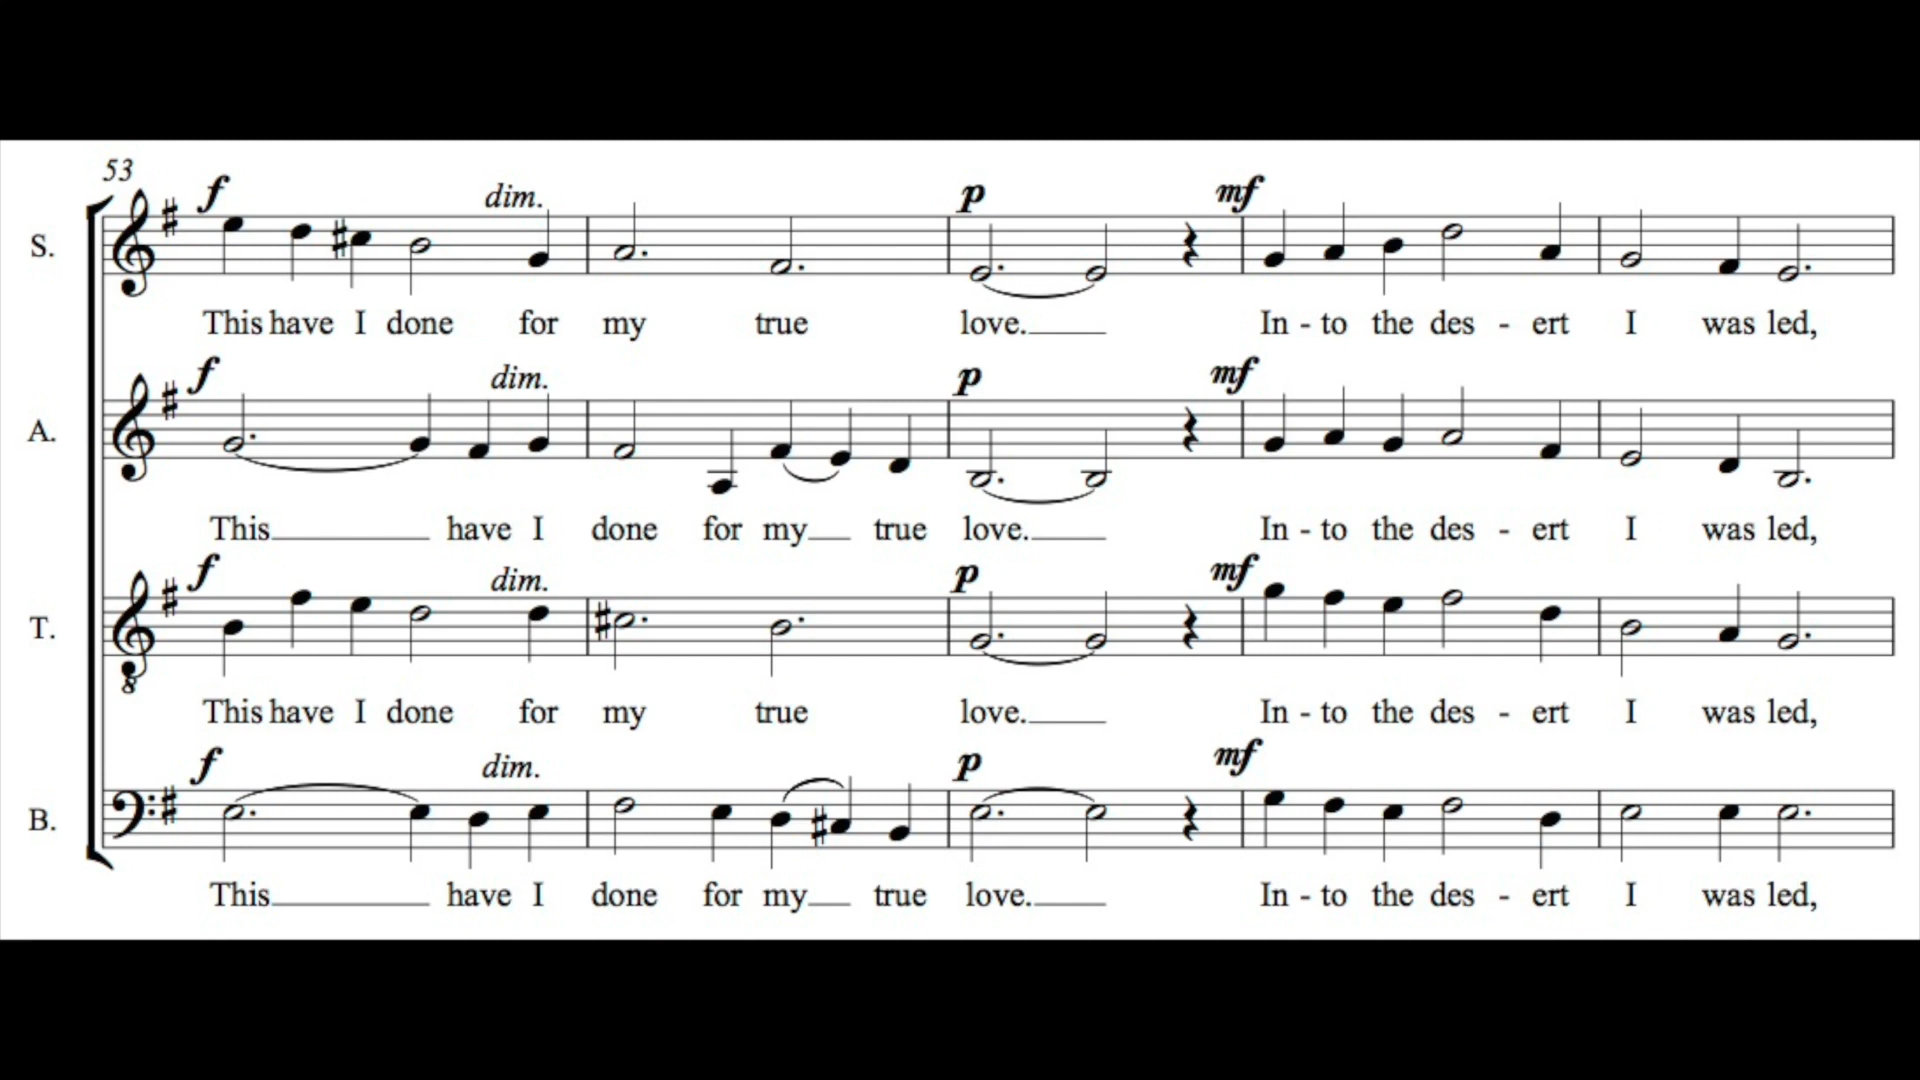 53
f dim. p mf
S.
This have I done for my true love. In - to the des - ert I was led,
f dim. p mf
A.
This have I done for my true love. In - to the des - ert I was led,
f dim. p mf
T.
8
This have I done for my true love. In - to the des - ert I was led,
f dim. p mf
B.
This have I done for my true love. In - to the des - ert I was led,